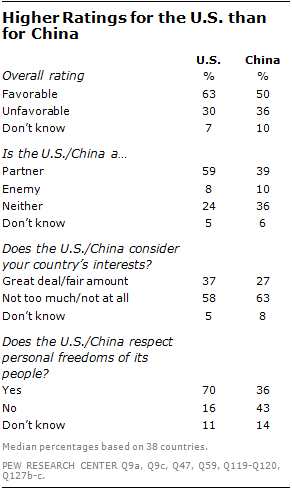 Higher Ratings for the U.S. than
for China
U.S. China
Overall rating % %
Favorable 63 50
Unfavorable 30 36
Don't know 7 10
Is the U.S./China a…
Partner 59 39
Enemy 8 10
Neither 24 36
Don't know 5 6
Does the U.S./China consider
your country's interests?
Great deal/fair amount 37 27
Not too much/not at all 58 63
Don't know 5 8
Does the U.S./China respect
personal freedoms of its
people?
Yes 70 36
No 16 43
Don't know 11 14
Median percentages based on 38 countries.
PEW RESEARCH CENTER Q9a, Q9c, Q47, Q59, Q119-Q120,
Q127b-c.